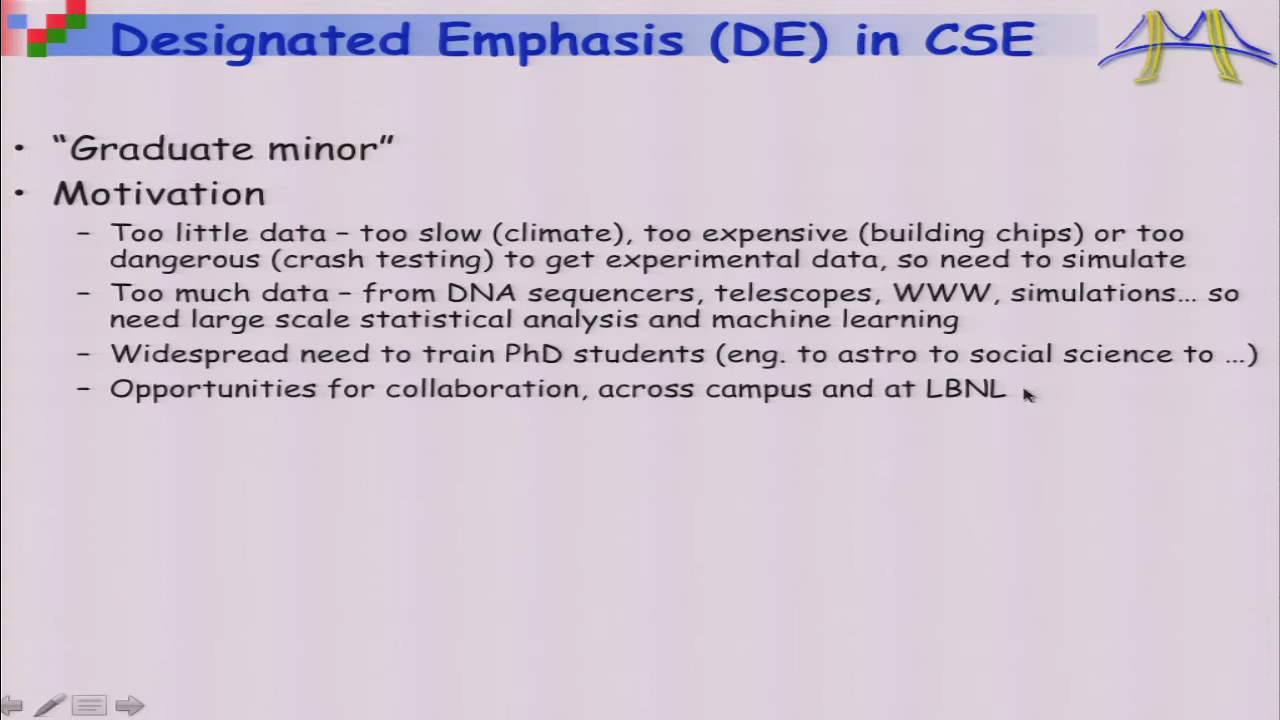 Designated Emphasis (DE) in CSE
• “Graduate minor”
• Motivation
– Too little data – too slow (climate), too expensive (building chips) or too
dangerous (crash testing) to get experimental data, so need to simulate
– Too much data – from DNA sequencers, telescopes, WWW, simulations… so
need large scale statistical analysis and machine learning
– Widespread need to train PhD students (eng. to astro to social science to …)
– Opportunities for collaboration, across campus and at LBNL